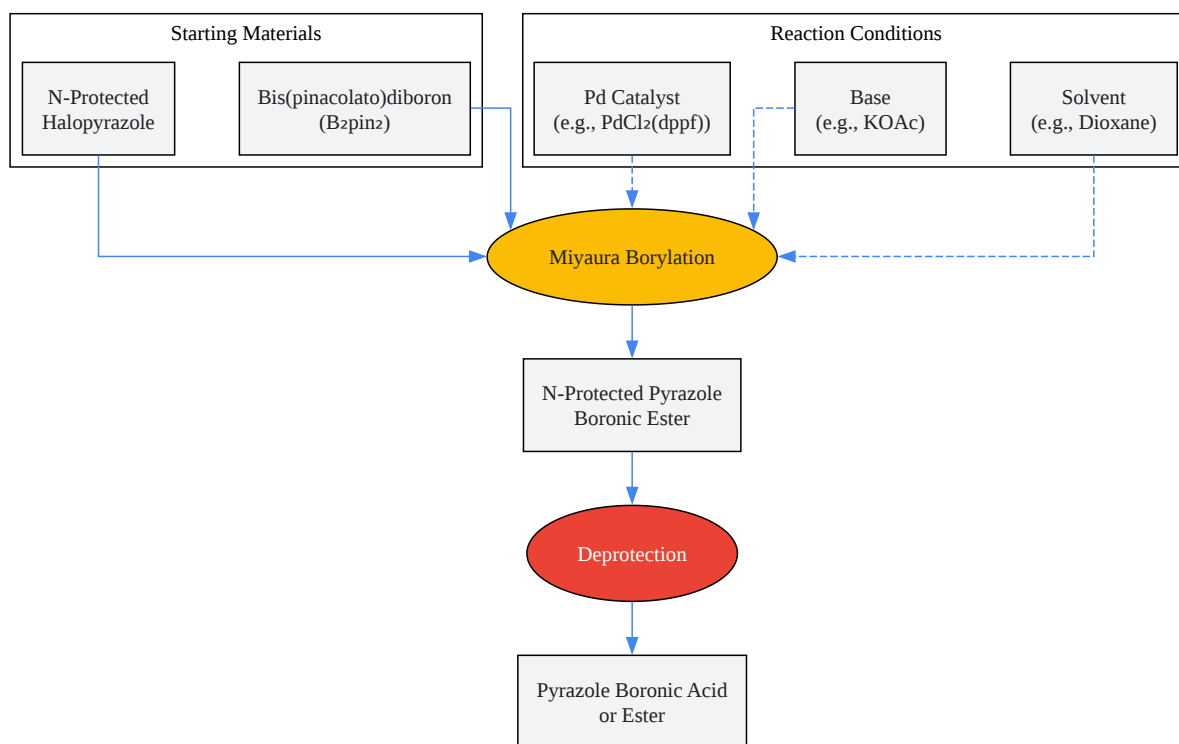 Starting Materials
Reaction Conditions
N-Protected
Halopyrazole
Bis(pinacolato)diboron
(B₂pin₂)
Pd Catalyst
(e.g., PdCl₂(dppf))
Base
(e.g., KOAc)
Solvent
(e.g., Dioxane)
Miyaura Borylation
N-Protected Pyrazole
Boronic Ester
Deprotection
Pyrazole Boronic Acid
or Ester